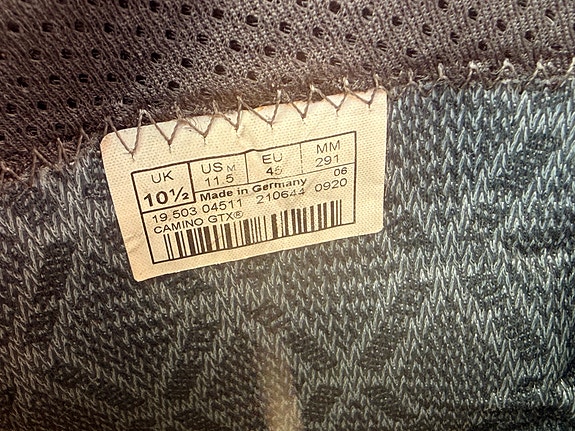 UK US M EU MM
10½ 11.5 45 291
Made in Germany 06
19,503 04511 210644 0920
CAMINO GTX®